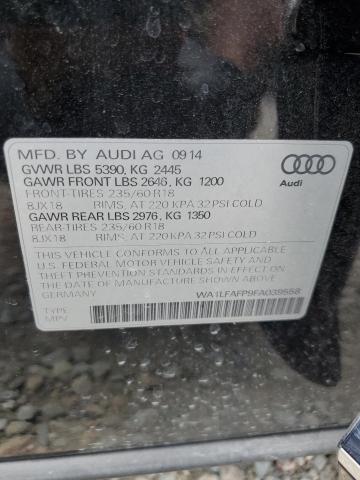 MFD. BY AUDI AG 09 14
GVWR LBS 5390, KG 2445
GAWR FRONT LBS 2646, KG 1200
FRONT-TIRES 235/60 R18
8JX18 RIMS, AT 220 KPA 32 PSI COLD
GAWR REAR LBS 2976, KG 1350
REAR-TIRES 235/60 R18
8JX18 RIMS, AT 220 KPA 32 PSI COLD
THIS VEHICLE CONFORMS TO ALL APPLICABLE
U.S. FEDERAL MOTOR VEHICLE SAFETY AND
THEFT PREVENTION STANDARDS IN EFFECT ON
THE DATE OF MANUFACTURE SHOWN ABOVE
GERMANY WA1LFAFP9FA039558
TYPE:
MPV
Audi